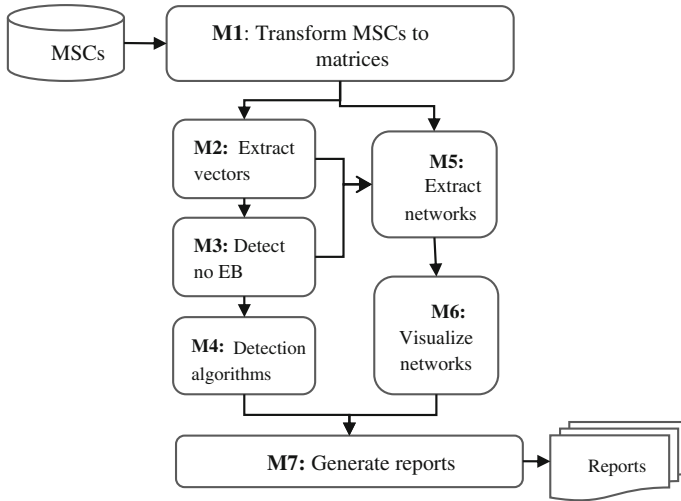 MSCs
M1: Transform MSCs to
matrices
M2: Extract
vectors
M3: Detect
no EB
M4: Detection
algorithms
M5:
Extract
networks
M6:
Visualize
networks
M7: Generate reports
Reports